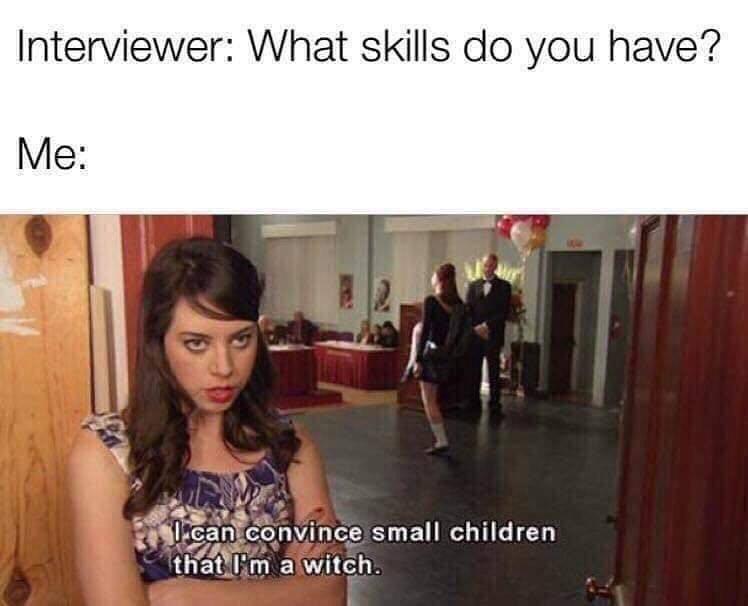 Interviewer: What skills do you have?
Me:
I can convince small children
that I'm a witch.